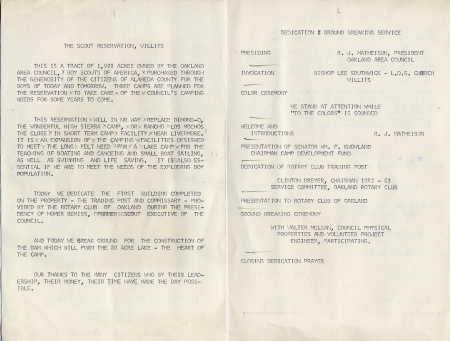 THE SCOUT RESERVATION, WILLITS
THIS IS A TRACT OF 1,928 ACRES OWNED BY THE OAKLAND
AREA COUNCIL, BOY SCOUTS OF AMERICA, PURCHASED THROUGH
THE GENEROSITY OF THE CITIZENS OF ALAMEDA COUNTY FOR THE
BOYS OF TODAY AND TOMORROW. THREE CAMPS ARE PLANNED FOR
THE RESERVATION TO TAKE CARE OF THE COUNCIL'S CAMPING
NEEDS FOR SOME YEARS TO COME.
THIS RESERVATION WILL IN NO WAY REPLACE DIMOND-O,
THE WONDERFUL HIGH SIERRA CAMP, OR RANCHO LOS MOCHOS
THE CLOSE IN SHORT TERM CAMP FACILITY NEAR LIVERMORE,
IT IS AN EXPANSION OF THE CAMPING FACILITIES DESIGNED
TO MEET THE LONG FELT NEED FOR A LAKE CAMP FOR THE
TEACHING OF BOATING AND CANOEING AND SMALL BOAT SAILING,
AS WELL AS SWIMMING AND LIFE SAVING. IT IS ALSO ES-
SENTIAL IF WE ARE TO MEET THE NEEDS OF THE EXPLODING BOY
POPULATION.
TODAY WE DEDICATE THE FIRST BUILDING COMPLETED
ON THE PROPERTY - THE TRADING POST AND COMMISSARY - PRO-
VIDED BY THE ROTARY CLUB OF OAKLAND DURING THE PRESI-
DENCY OF HOMER BEMISS, FORMER SCOUT EXECUTIVE OF THE
COUNCIL.
AND TODAY WE BREAK GROUND FOR THE CONSTRUCTION OF
THE DAM WHICH WILL FORM THE 80 ACRE LAKE - THE HEART OF
THE CAMP.
OUR THANKS TO THE MANY CITIZENS WHO BY THEIR LEAD-
ERSHIP, THEIR MONEY, THEIR TIME HAVE MADE THE DAY POSS-
IBLE.
DEDICATION & GROUND BREAKING SERVICE
PRESIDING R. J. MATHEISON, PRESIDENT
OAKLAND AREA COUNCIL
INVOCATION BISHOP LEE SOUTHWICK - L.D.S. CHURCH
WILLITS
COLOR CEREMONY
WE STAND AT ATTENTION WHILE
"TO THE COLORS" IS SOUNDED
WELCOME AND
INTRODUCTIONS R. J. MATHEISON
PRESENTATION OF SENATOR WM. F. KNOWLAND
CHAIRMAN CAMP DEVELOPMENT FUND
DEDICATION OF ROTARY CLUB TRADING POST
CLINTON DREYER, CHAIRMAN 1962 - 63
SERVICE COMMITTEE, OAKLAND ROTARY CLUB
PRESENTATION TO ROTARY CLUB OF OAKLAND
GROUND BREAKING CEREMONY
WITH WALTER MCLEAN, COUNCIL PHYSICAL
PROPERTIES AND VOLUNTEER PROJECT
ENGINEER, PARTICIPATING.
CLOSING DEDICATION PRAYER